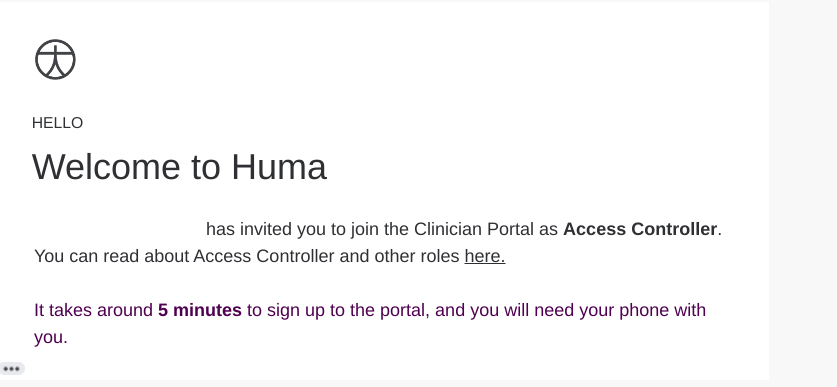 HELLO
Welcome to Huma
has invited you to join the Clinician Portal as Access Controller.
You can read about Access Controller and other roles here.
It takes around 5 minutes to sign up to the portal, and you will need your phone with
you.